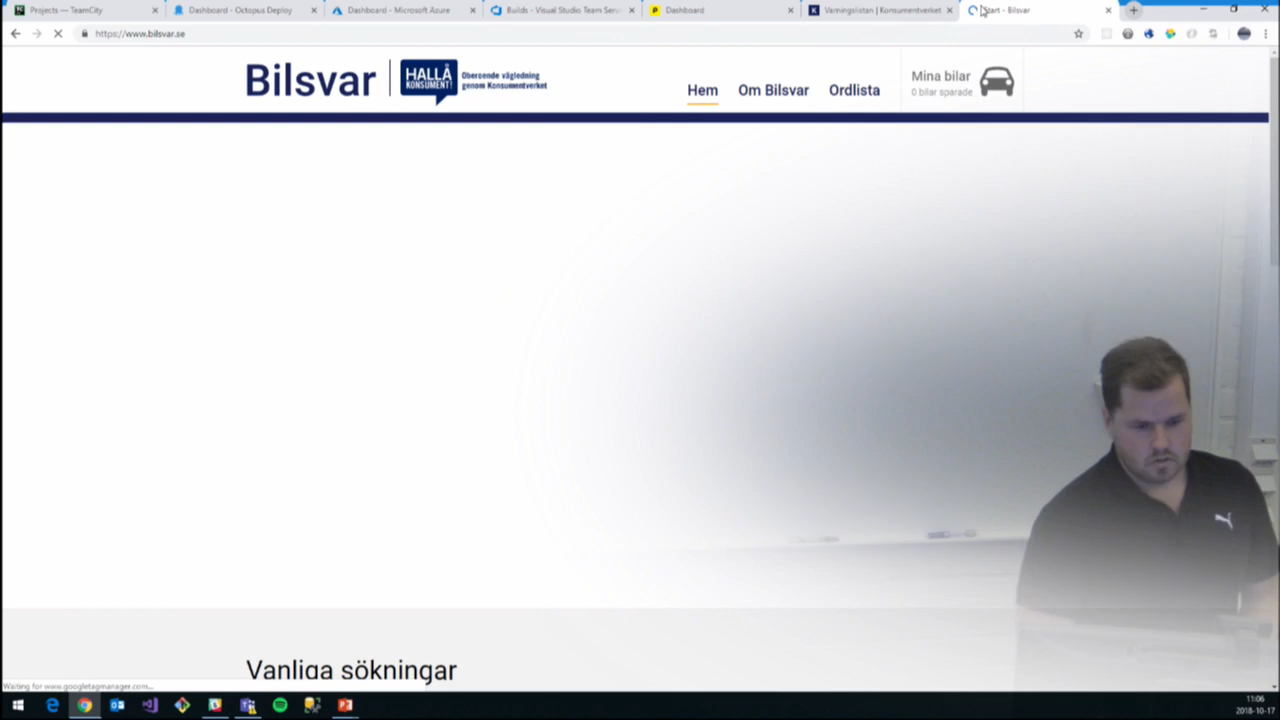 Projects — TeamCity
Dashboard - Octopus Deploy
Dashboard - Microsoft Azure
Builds - Visual Studio Team Serv
Dashboard
Varningslistan | Konsumentverket
Start - Bilsvar
https://www.bilsvar.se
Bilsvar
HALLÅ KONSUMENT!
Oberoende vägledning
genom Konsumentverket
Hem
Om Bilsvar
Ordlista
Mina bilar
0 bilar sparade
Vanliga sökningar
Waiting for www.googletagmanager.com...
11:06
2018-10-17